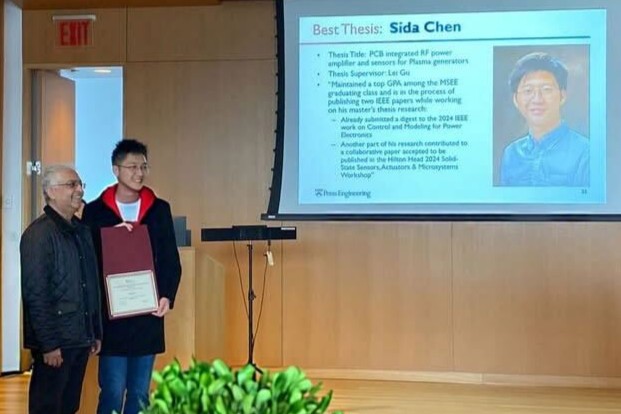 EXIT
Best Thesis: Sida Chen
Thesis Title: PCB integrated RF power
amplifier and sensors for Plasma generators
Thesis Supervisor: Lei Gu
"Maintained a top GPA among the MSEE
graduating class and is in the process of
publishing two IEEE papers while working
on his master's thesis research:
Already submitted a digest to the 2024 IEEE
work on Control and Modeling for Power
Electronics
Another part of his research contributed to
a collaborative paper accepted to be
published in the Hilton Head 2024 Solid-
State Sensors, Actuators & Microsystems
Workshop"
Penn Engineering